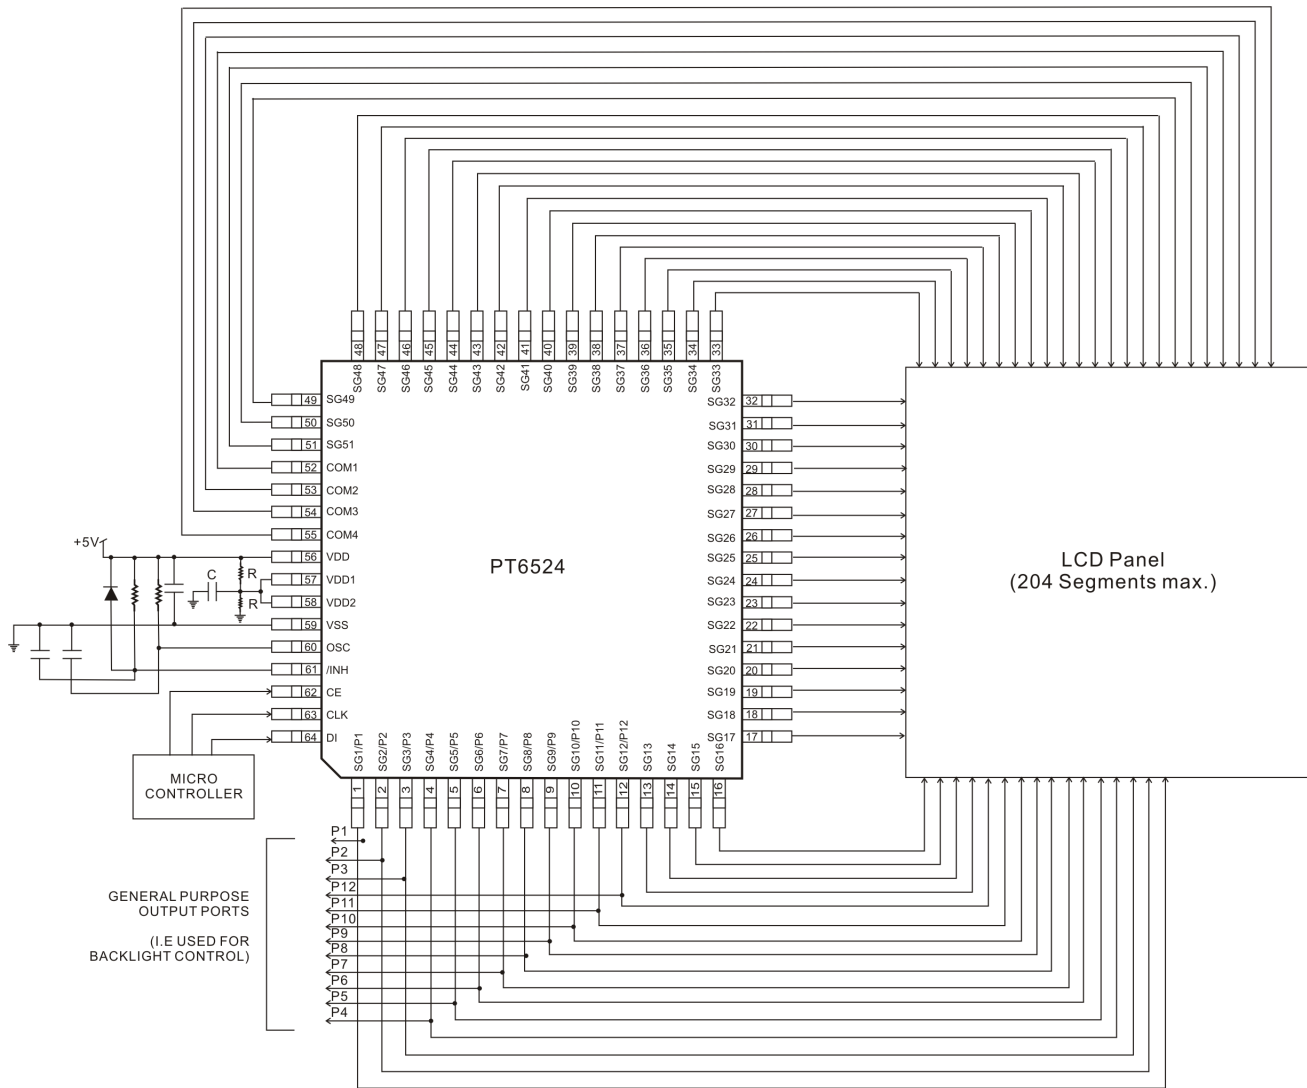 48 47 46 45 44 43 42 41 40 39 38 37 36 35 34 33
SG48 SG47 SG46 SG45 SG44 SG43 SG42 SG41 SG40 SG39 SG38 SG37 SG36 SG35 SG34 SG33
49 SG49
50 SG50
51 SG51
52 COM1
53 COM2
54 COM3
55 COM4
56 VDD
57 VDD1
58 VDD2
59 VSS
60 OSC
61 /INH
62 CE
63 CLK
64 DI
+5V
C
R
R
PT6524
SG32 32
SG31 31
SG30 30
SG29 29
SG28 28
SG27 27
SG26 26
SG25 25
SG24 24
SG23 23
SG22 22
SG21 21
SG20 20
SG19 19
SG18 18
SG17 17
LCD Panel
(204 Segments max.)
MICRO
CONTROLLER
SG1/P1 SG2/P2 SG3/P3 SG4/P4 SG5/P5 SG6/P6 SG7/P7 SG8/P8 SG9/P9 SG10/P10 SG11/P11 SG12/P12 SG13 SG14 SG15 SG16
1 2 3 4 5 6 7 8 9 10 11 12 13 14 15 16
P1
P2
P3
P12
P11
P10
P9
P8
P7
P6
P5
P4
GENERAL PURPOSE
OUTPUT PORTS
(I.E USED FOR
BACKLIGHT CONTROL)